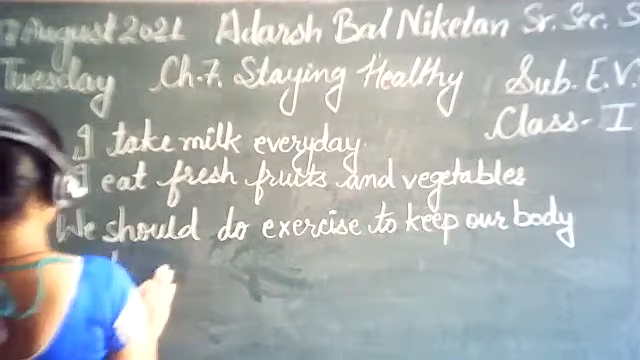 August 2021 Adarsh Bal Niketan Sr. Sec. S
Tuesday Ch.7. Staying Healthy Sub. E.V.
Class-I
I take milk everyday.
I eat fresh fruits and vegetables
We should do exercise to keep our body